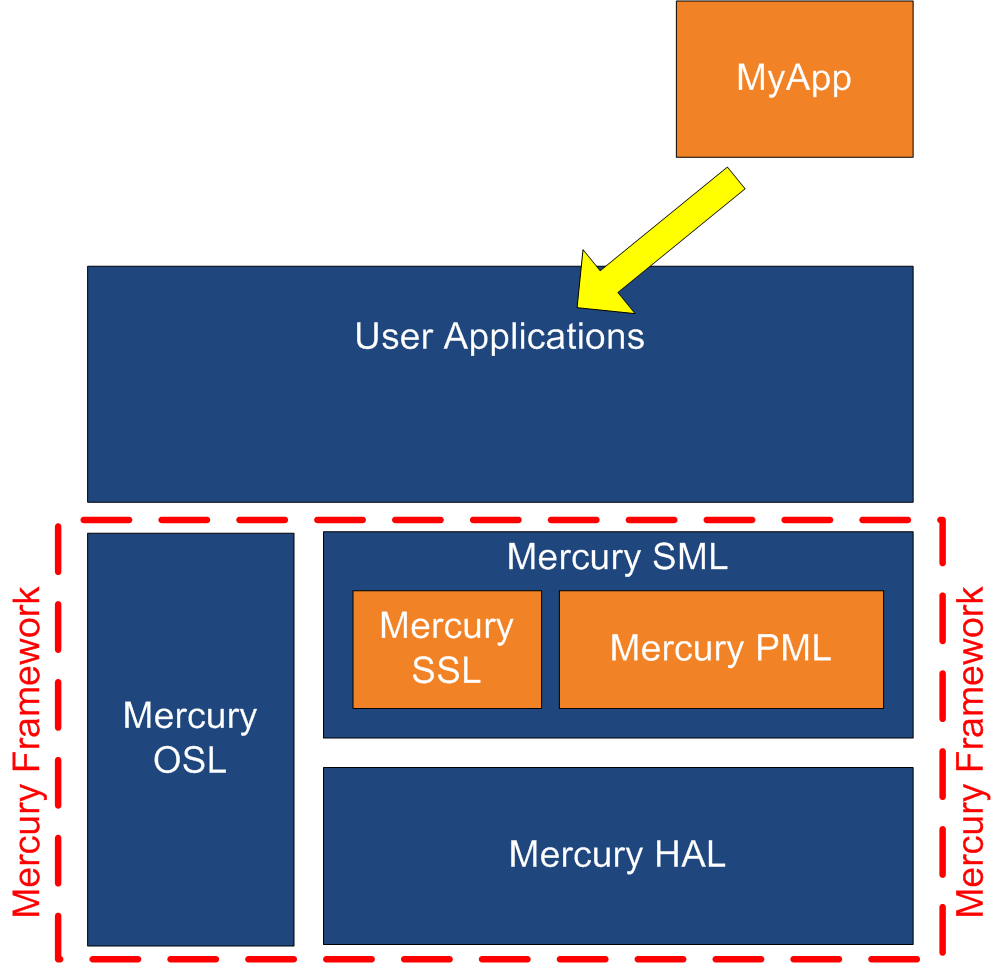 MyApp
User Applications
Mercury Framework
Mercury SML
Mercury
SSL
Mercury PML
Mercury
OSL
Mercury HAL
Mercury Framework